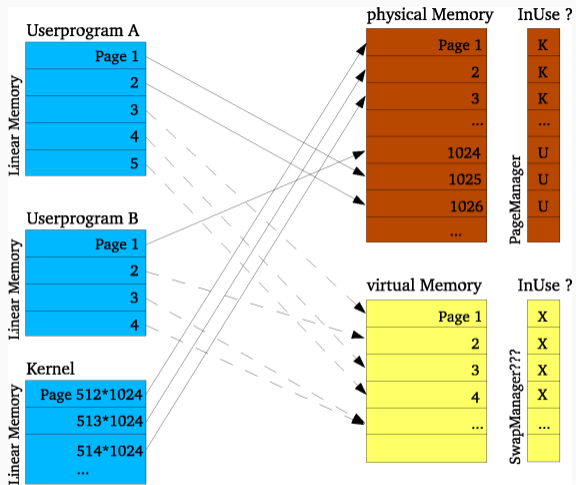 Userprogram A
Linear Memory
Page 1
2
3
4
5
Userprogram B
Linear Memory
Page 1
2
3
4
Kernel
Linear Memory
Page 512*1024
513*1024
514*1024
...
physical Memory
InUse ?
Page 1
K
2
K
3
K
...
...
1024
U
1025
U
1026
U
...
PageManager
virtual Memory
InUse ?
Page 1
X
2
X
3
X
4
X
...
...
SwapManager???